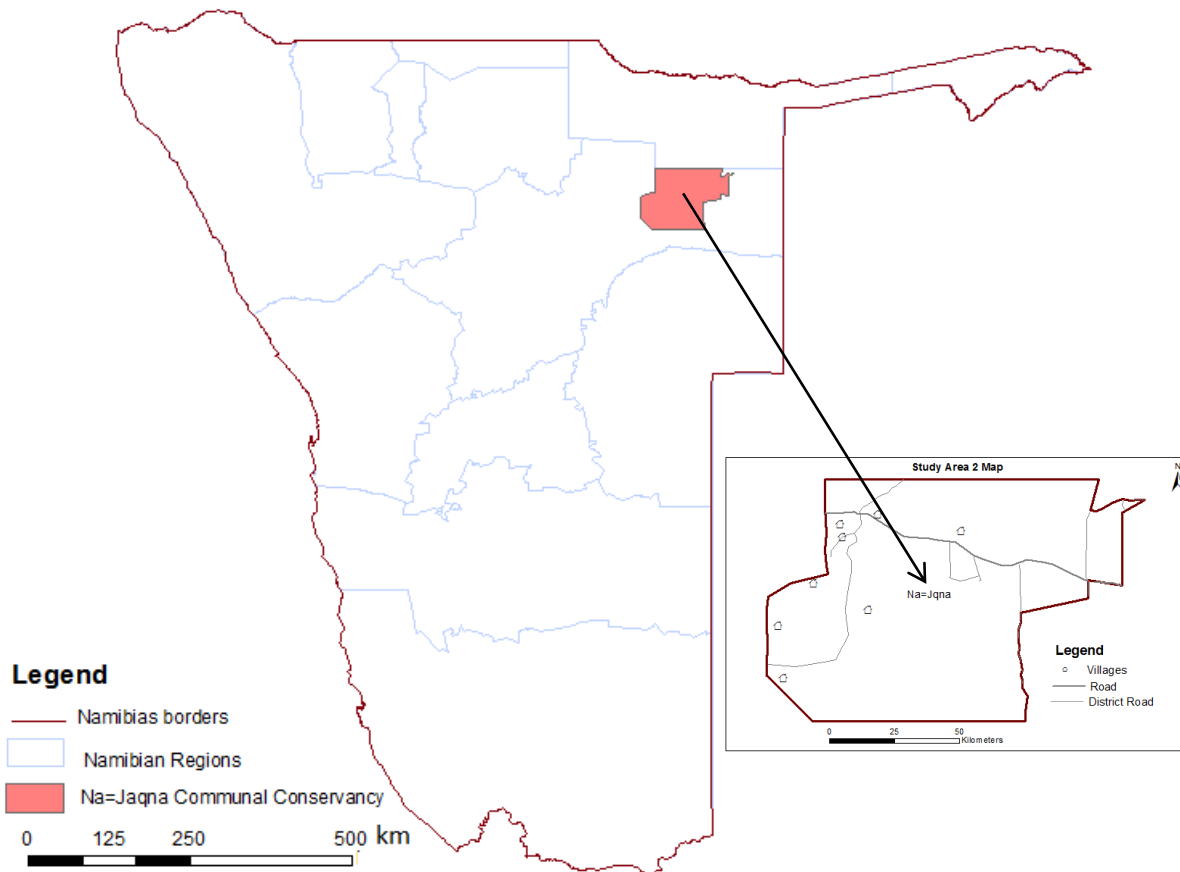 Study Area 2 Map
N
Na=Jqna
Legend
Villages
Road
District Road
0 25 50
Kilometers
Legend
Namibias borders
Namibian Regions
Na=Jaqna Communal Conservancy
0 125 250 500 km